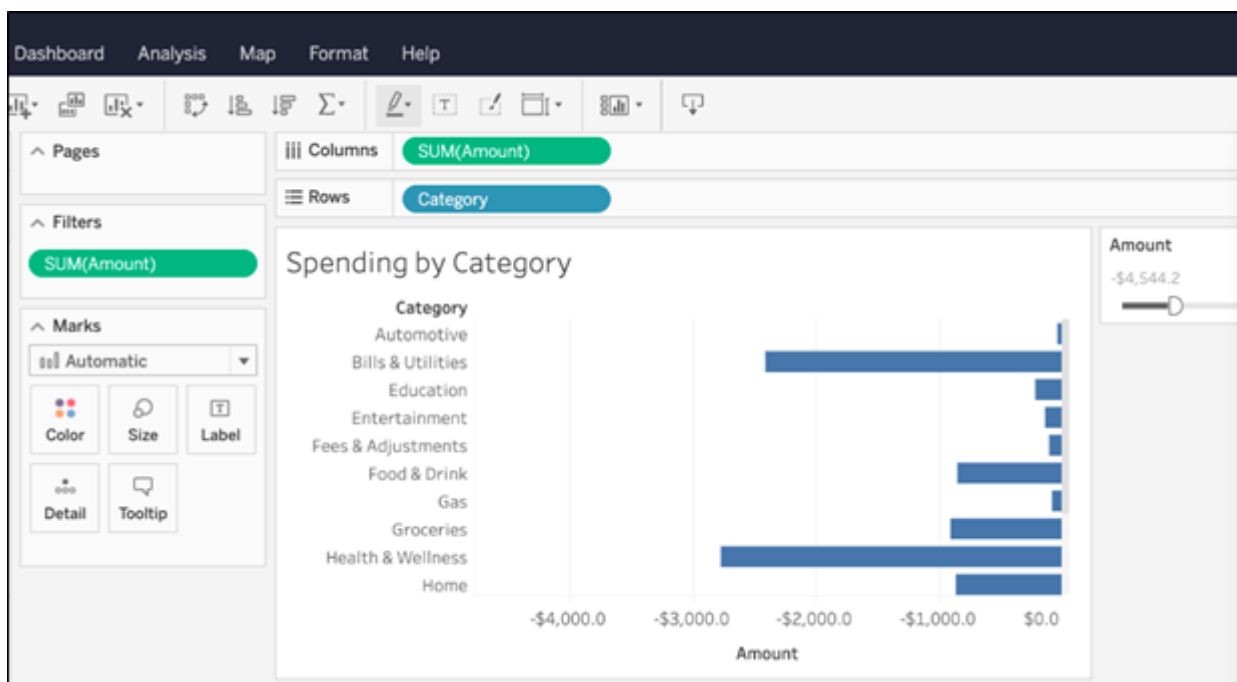 Dashboard Analysis Map Format Help
Pages
Columns SUM(Amount)
Rows Category
Filters
SUM(Amount)
Marks
Automatic
Color Size Label
Detail Tooltip
Spending by Category
Category
Automotive
Bills & Utilities
Education
Entertainment
Fees & Adjustments
Food & Drink
Gas
Groceries
Health & Wellness
Home
-$4,000.0 -$3,000.0 -$2,000.0 -$1,000.0 $0.0
Amount
Amount
-$4,544.2